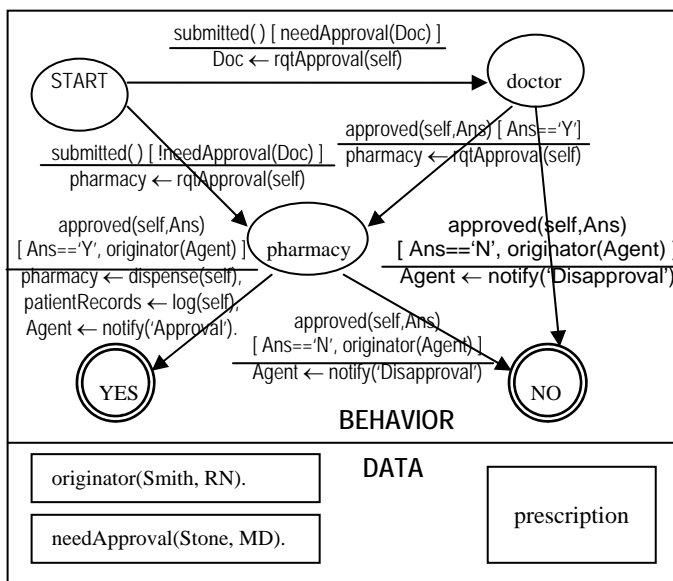 submitted( ) [ needApproval(Doc) ]
Doc ← rqtApproval(self)
START
doctor
submitted( ) [ !needApproval(Doc) ]
pharmacy ← rqtApproval(self)
approved(self,Ans) [ Ans=='Y']
pharmacy ← rqtApproval(self)
approved(self,Ans)
[ Ans=='Y', originator(Agent) ]
pharmacy ← dispense(self),
patientRecords ← log(self),
Agent ← notify('Approval').
pharmacy
approved(self,Ans)
[ Ans=='N', originator(Agent) ]
Agent ← notify('Disapproval')
approved(self,Ans)
[ Ans=='N', originator(Agent) ]
Agent ← notify('Disapproval')
YES
NO
BEHAVIOR
DATA
originator(Smith, RN).
needApproval(Stone, MD).
prescription